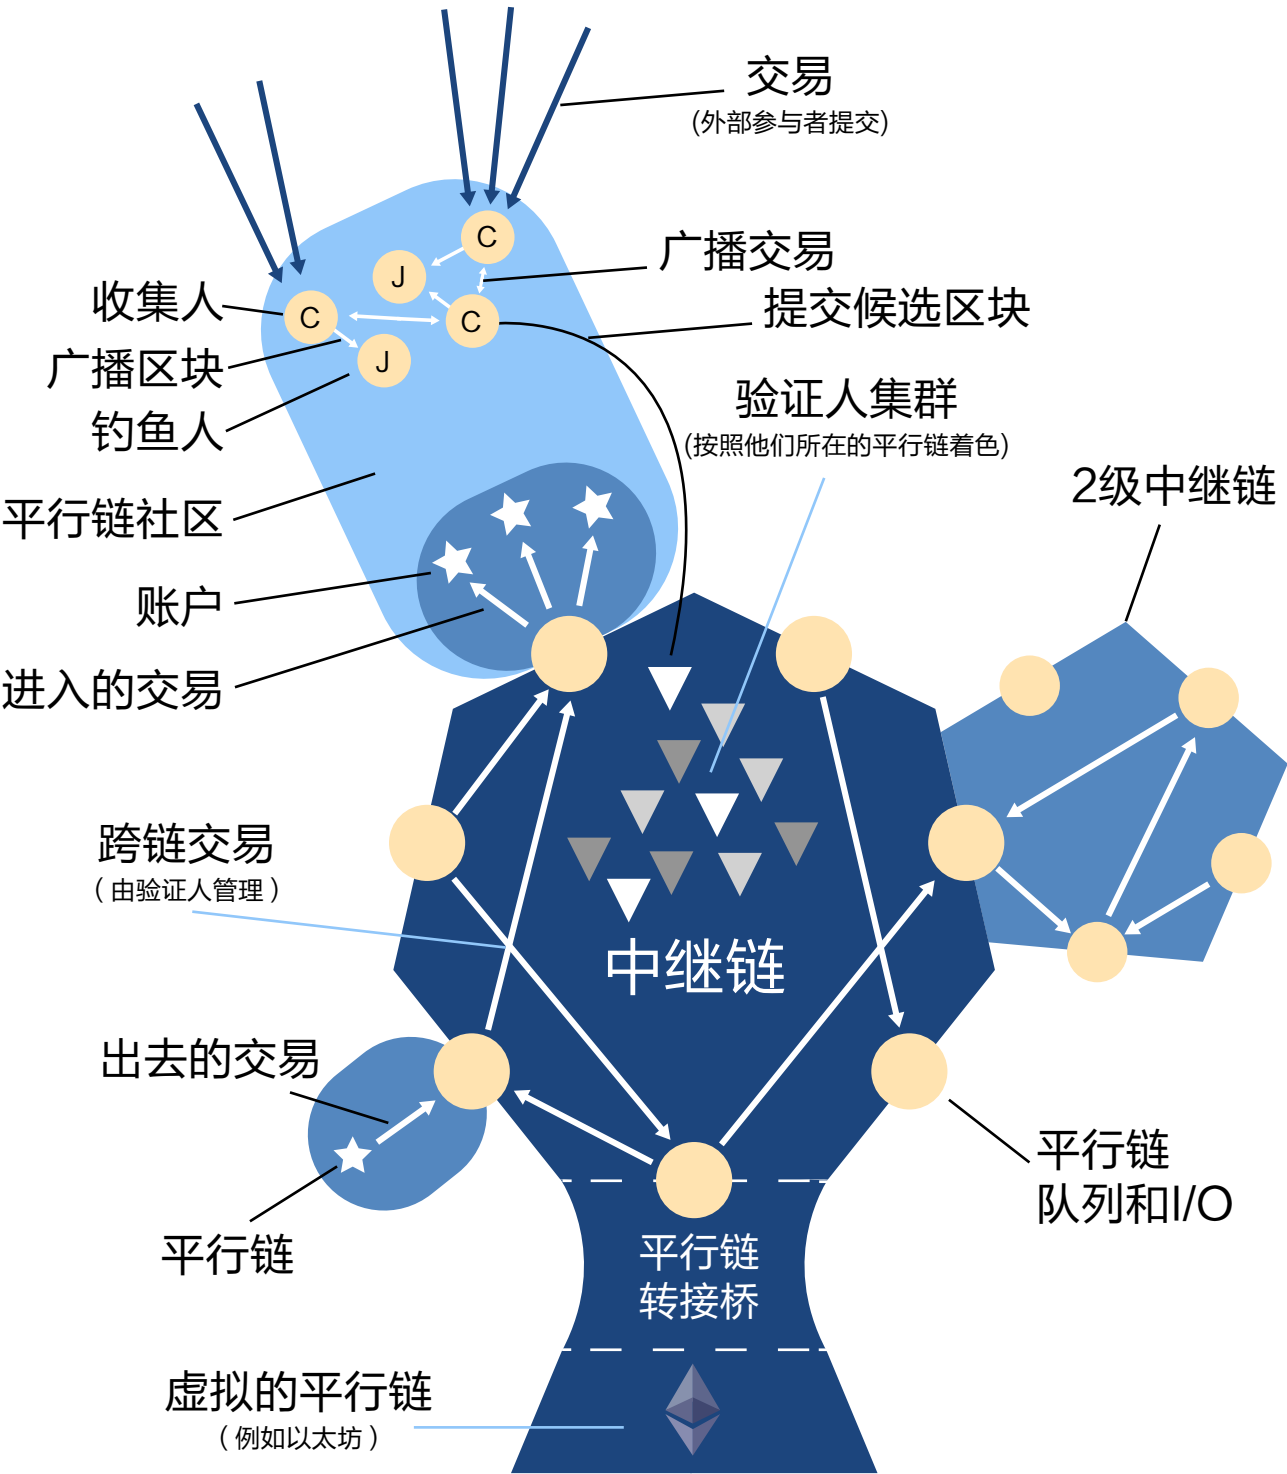 交易
(外部参与者提交)
C
广播交易
J
收集人
C
C
提交候选区块
广播区块
J
钓鱼人
验证人集群
(按照他们所在的平行链着色)
2级中继链
平行链社区
账户
进入的交易
跨链交易
( 由验证人管理 )
中继链
出去的交易
平行链
队列和I/O
平行链
平行链
转接桥
虚拟的平行链
( 例如以太坊 )